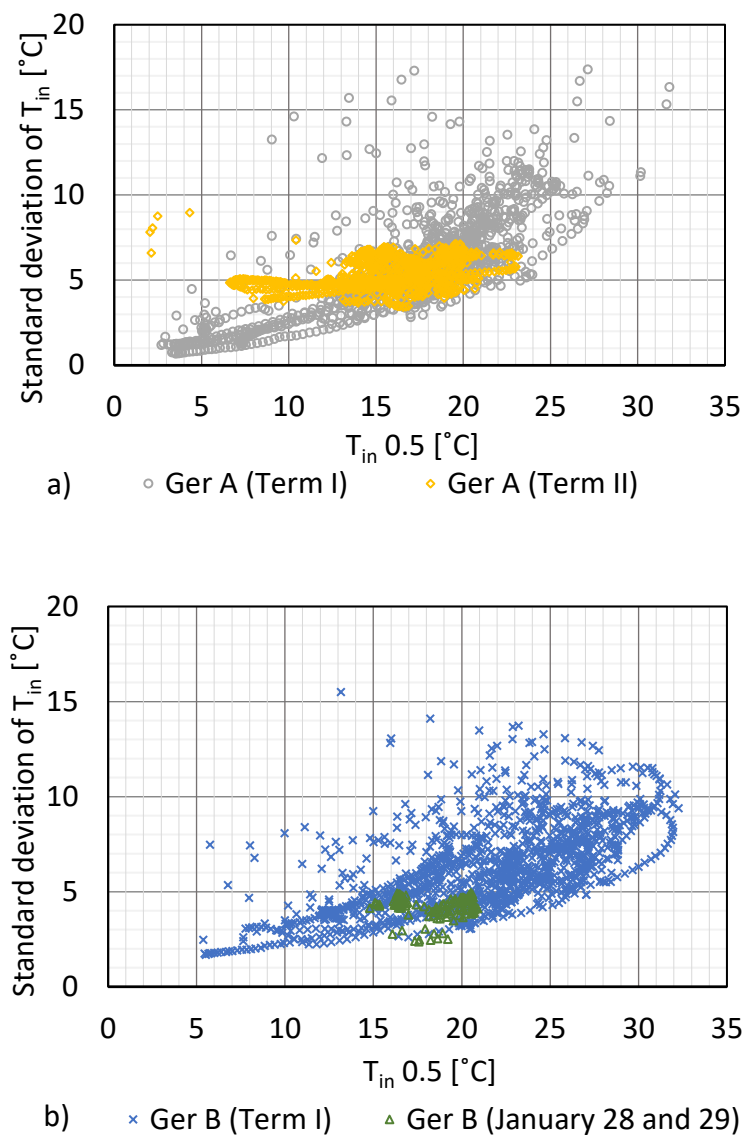 20
15
10
5
0
Standard deviation of T_in [˚C]
0 5 10 15 20 25 30 35
T_in 0.5 [˚C]
a) Ger A (Term I) Ger A (Term II)
20
15
10
5
0
Standard deviation of T_in [˚C]
0 5 10 15 20 25 30 35
T_in 0.5 [˚C]
b) Ger B (Term I) Ger B (January 28 and 29)